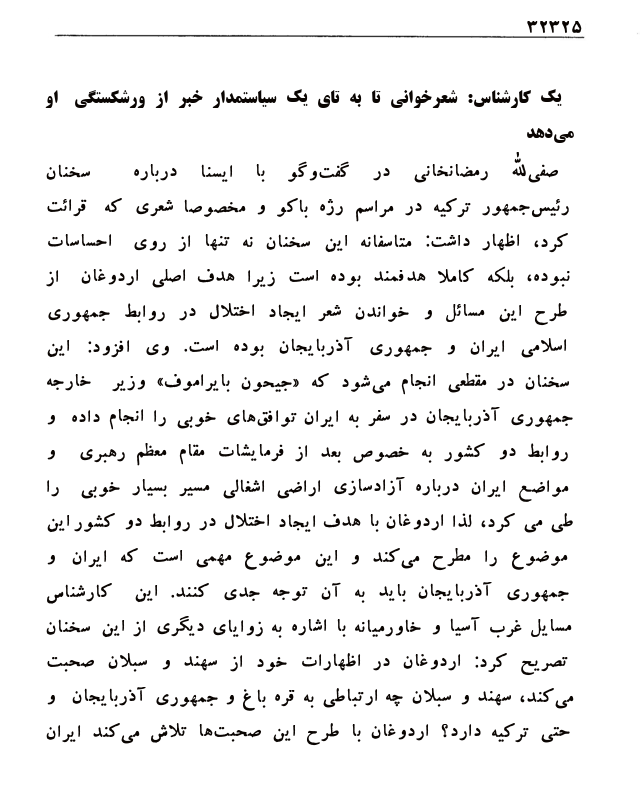 ۳۲۳۲۵
یک کارشناس: شعرخوانی تا به تای یک سیاستمدار خبر از ورشکستگی او
می‌دهد
صفی‌الله رمضانخانی در گفت‌وگو با ایسنا درباره سخنان
رئیس‌جمهور ترکیه در مراسم رژه باکو و مخصوصا شعری که قرائت
کرد، اظهار داشت: متاسفانه این سخنان نه تنها از روی احساسات
نبوده، بلکه کاملا هدفمند بوده است زیرا هدف اصلی اردوغان از
طرح این مسائل و خواندن شعر ایجاد اختلال در روابط جمهوری
اسلامی ایران و جمهوری آذربایجان بوده است. وی افزود: این
سخنان در مقطعی انجام می‌شود که «جیحون بایراموف» وزیر خارجه
جمهوری آذربایجان در سفر به ایران توافق‌های خوبی را انجام داده و
روابط دو کشور به خصوص بعد از فرمایشات مقام معظم رهبری و
مواضع ایران درباره آزادسازی اراضی اشغالی مسیر بسیار خوبی را
طی می کرد، لذا اردوغان با هدف ایجاد اختلال در روابط دو کشور این
موضوع را مطرح می‌کند و این موضوع مهمی است که ایران و
جمهوری آذربایجان باید به آن توجه جدی کنند. این کارشناس
مسایل غرب آسیا و خاورمیانه با اشاره به زوایای دیگری از این سخنان
تصریح کرد: اردوغان در اظهارات خود از سهند و سبلان صحبت
می‌کند، سهند و سبلان چه ارتباطی به قره باغ و جمهوری آذربایجان و
حتی ترکیه دارد؟ اردوغان با طرح این صحبت‌ها تلاش می‌کند ایران